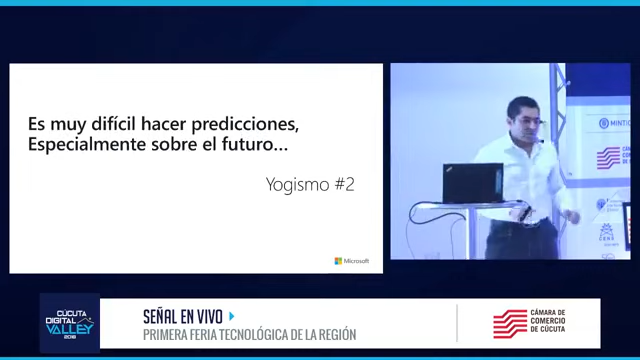 Es muy difícil hacer predicciones,
Especialmente sobre el futuro...
Yogismo #2
Microsoft
MINTIC
CÁMARA DE
COMERCIO
DE CÚCUTA
CENS
CÚCUTA
DIGITAL
VALLEY
2018
SEÑAL EN VIVO
PRIMERA FERIA TECNOLÓGICA DE LA REGIÓN